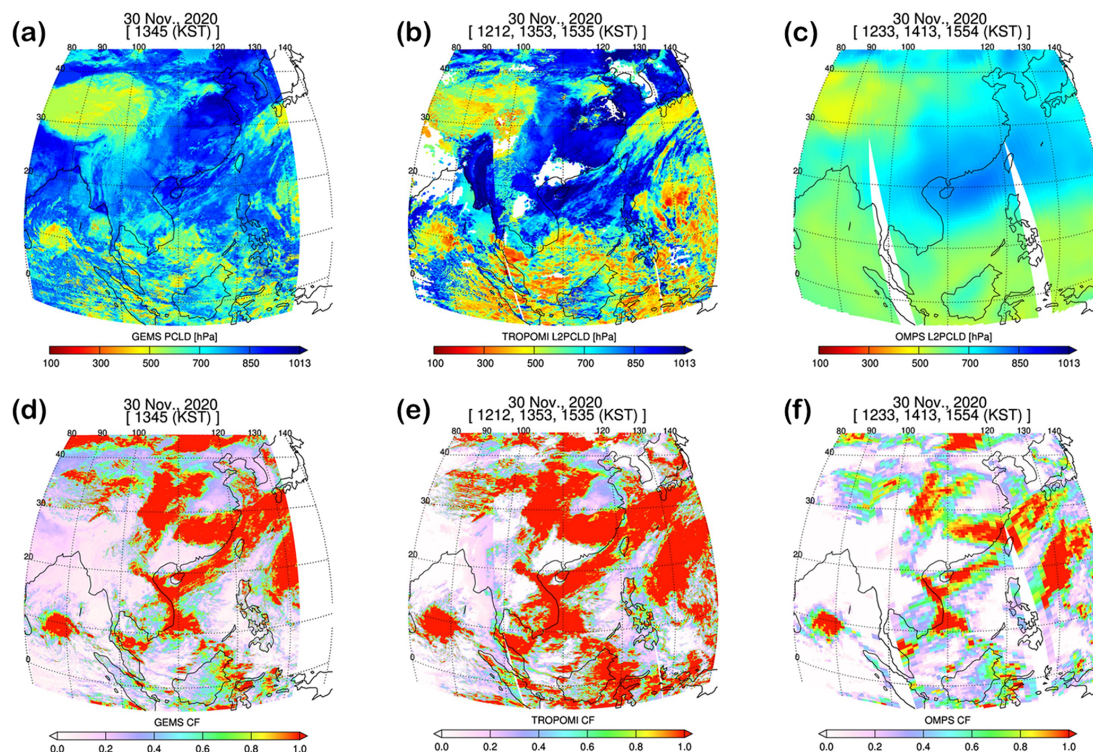 (a)
30 Nov., 2020
[ 1345 (KST) ]
80 90 100 110 120 130 140
40
30
20
10
0
GEMS PCLD [hPa]
100 300 500 700 850 1013
(b)
30 Nov., 2020
[ 1212, 1353, 1535 (KST) ]
80 90 100 110 120 130 140
40
30
20
10
0
TROPOMI L2PCLD [hPa]
100 300 500 700 850 1013
(c)
30 Nov., 2020
[ 1233, 1413, 1554 (KST) ]
80 90 100 110 120 130 140
40
30
20
10
0
OMPS L2PCLD [hPa]
100 300 500 700 850 1013
(d)
30 Nov., 2020
[ 1345 (KST) ]
80 90 100 110 120 130 140
40
30
20
10
0
GEMS CF
0.0 0.2 0.4 0.6 0.8 1.0
(e)
30 Nov., 2020
[ 1212, 1353, 1535 (KST) ]
80 90 100 110 120 130 140
40
30
20
10
0
TROPOMI CF
0.0 0.2 0.4 0.6 0.8 1.0
(f)
30 Nov., 2020
[ 1233, 1413, 1554 (KST) ]
80 90 100 110 120 130 140
40
30
20
10
0
OMPS CF
0.0 0.2 0.4 0.6 0.8 1.0